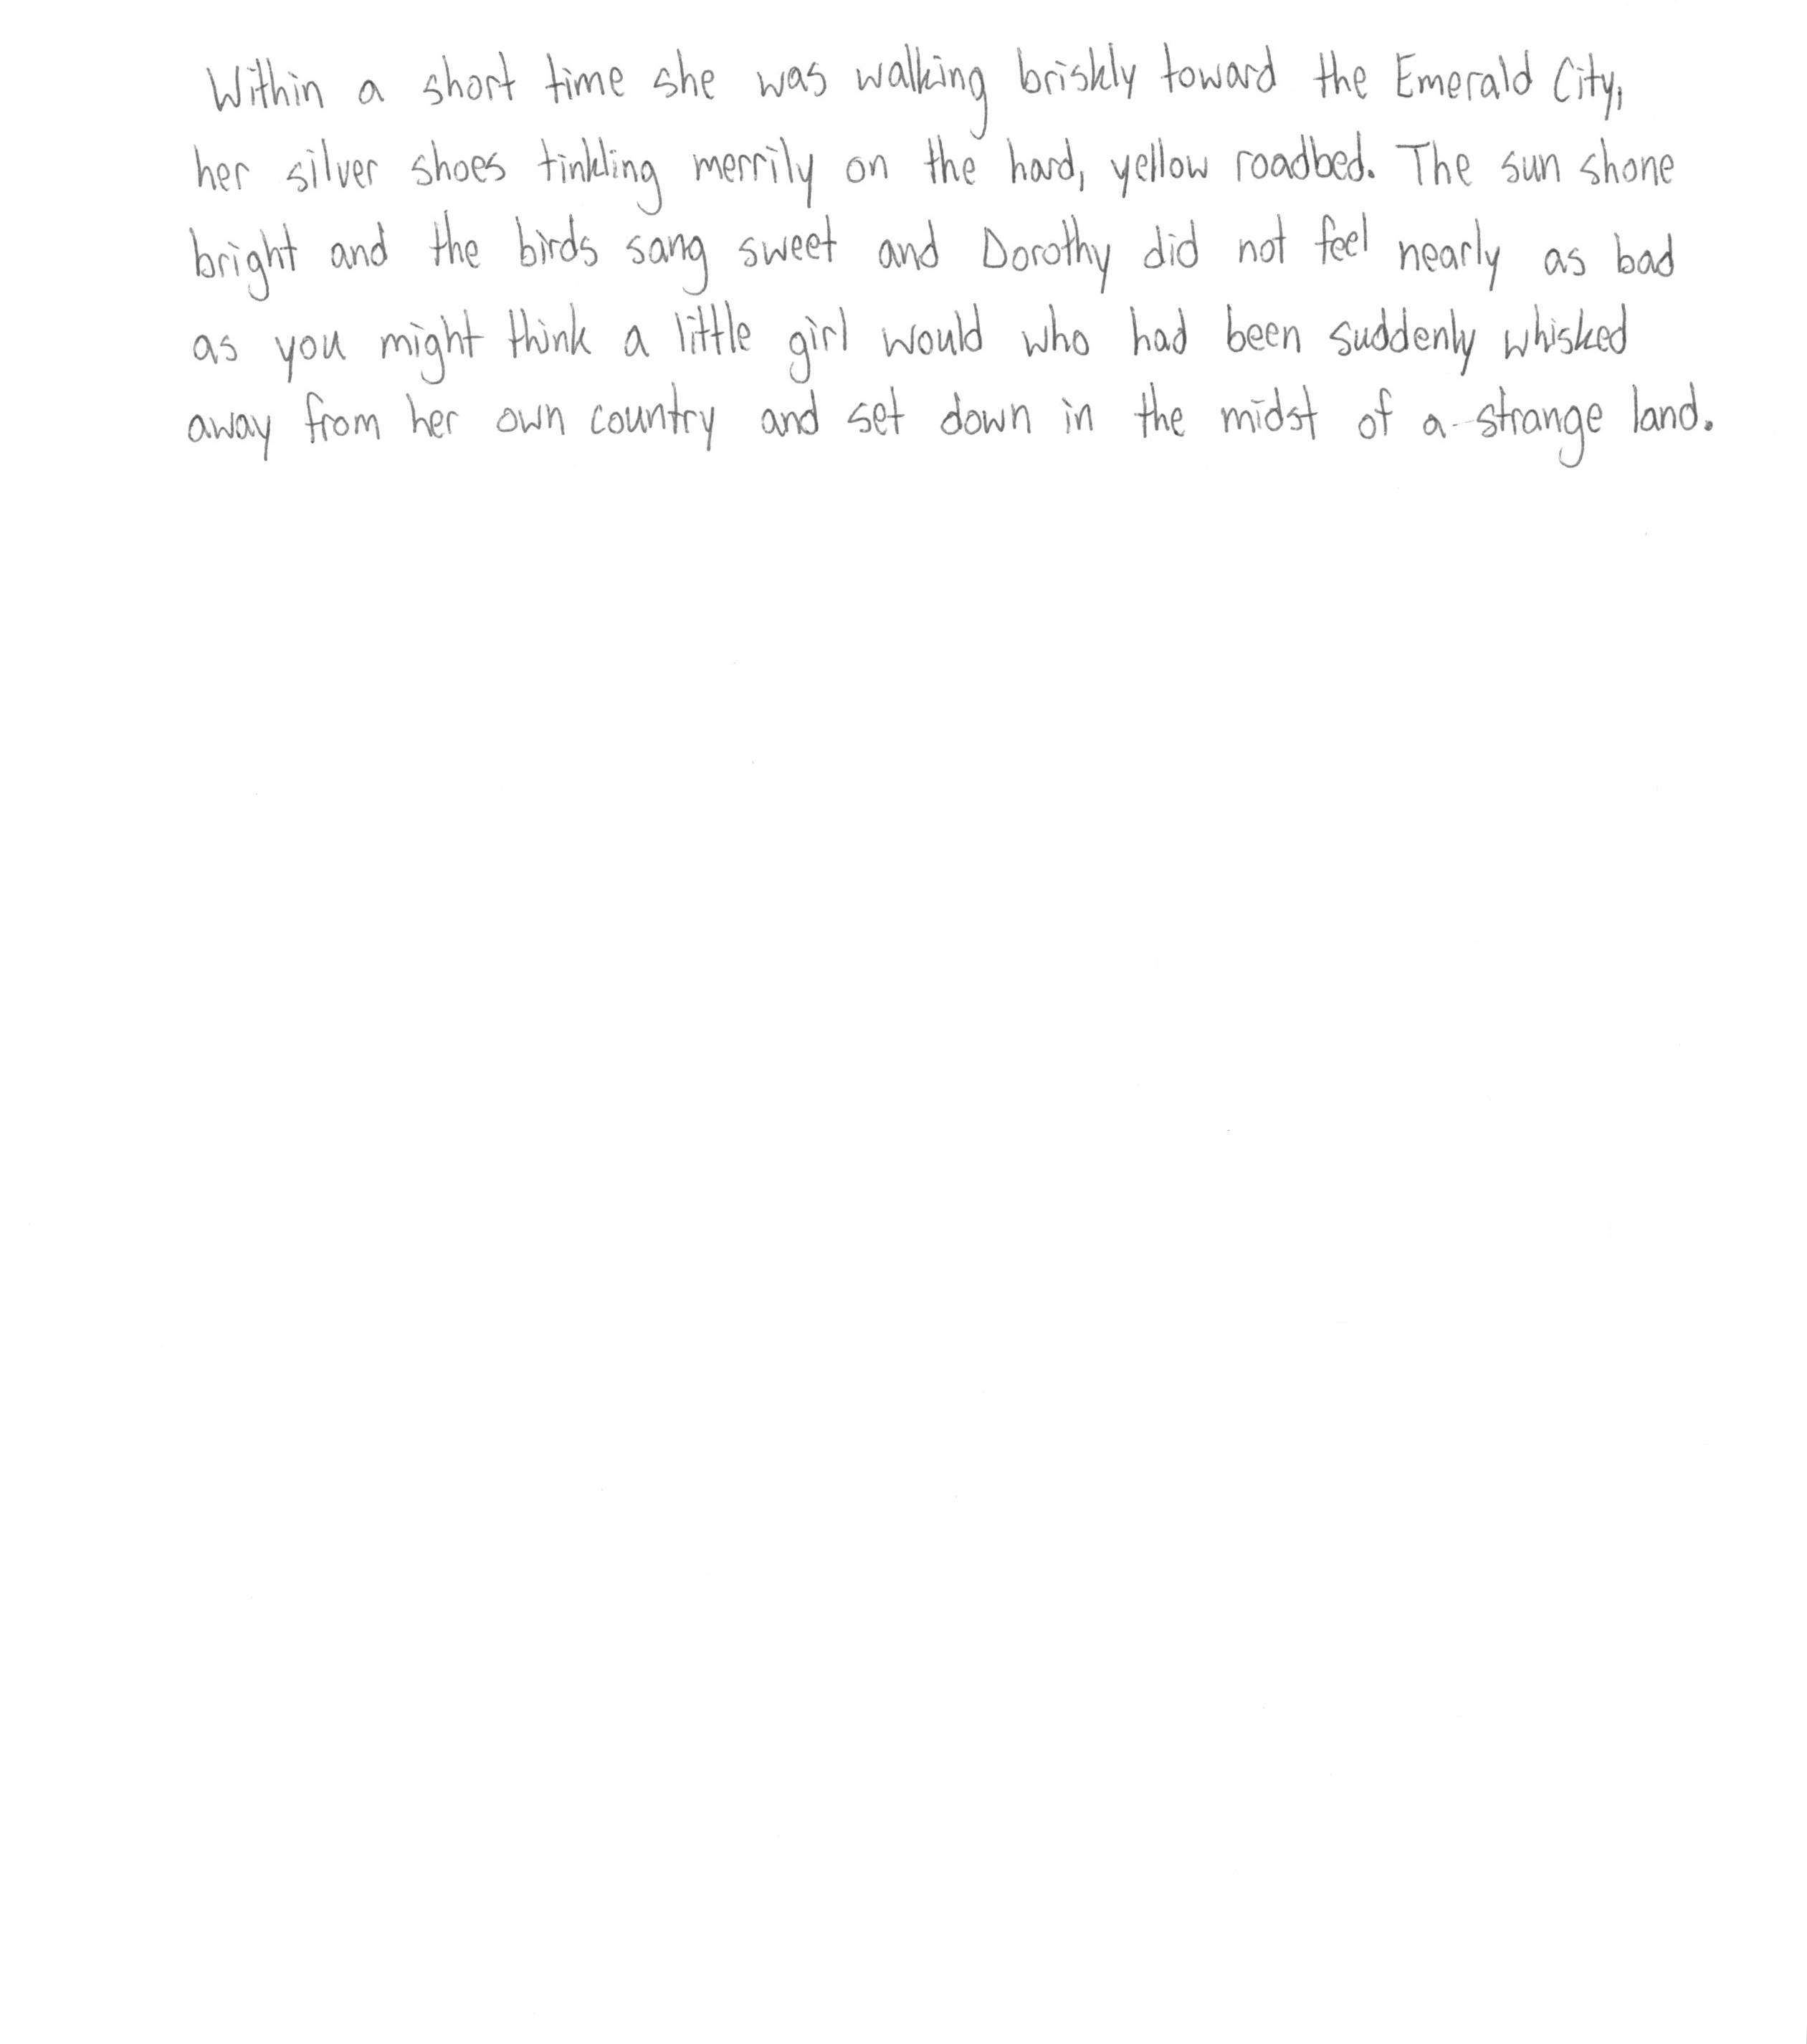 Within a short time she was walking briskly toward the Emerald City,
her silver shoes tinkling merrily on the hard, yellow roadbed. The sun shone
bright and the birds sang sweet and Dorothy did not feel nearly as bad
as you might think a little girl would who had been suddenly whisked
away from her own country and set down in the midst of a strange land.